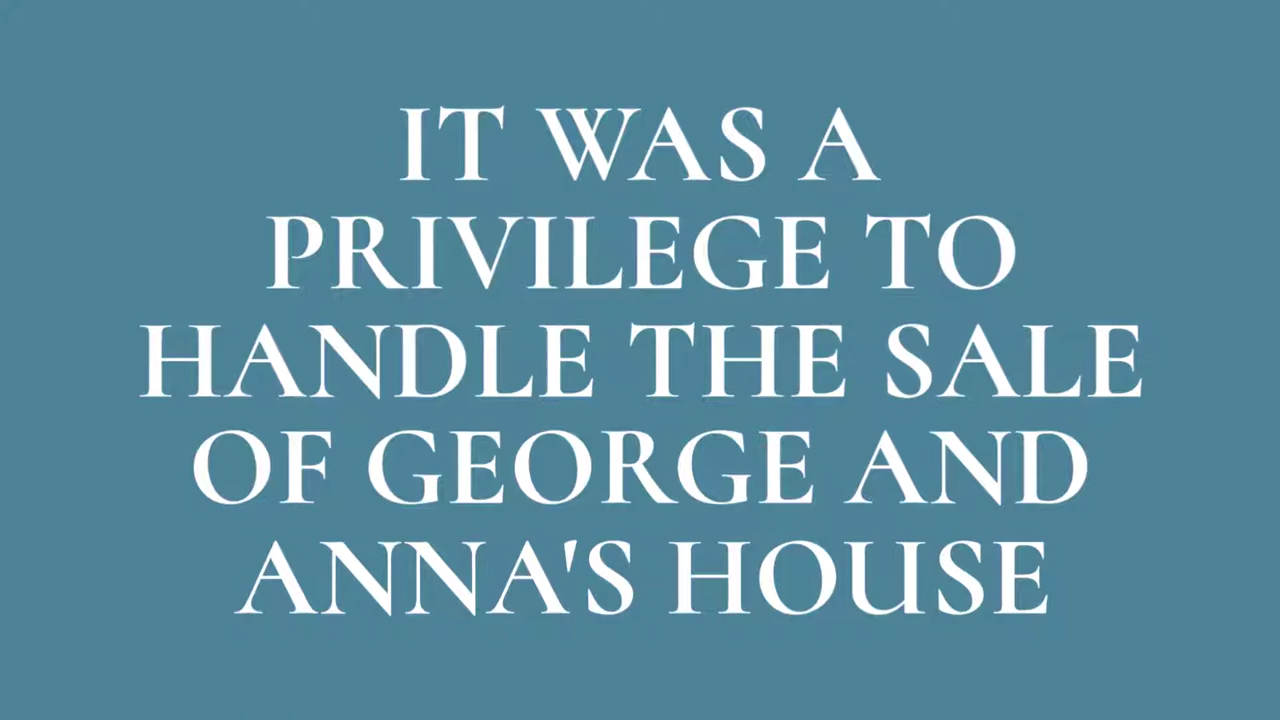 IT WAS A
PRIVILEGE TO
HANDLE THE SALE
OF GEORGE AND
ANNA'S HOUSE